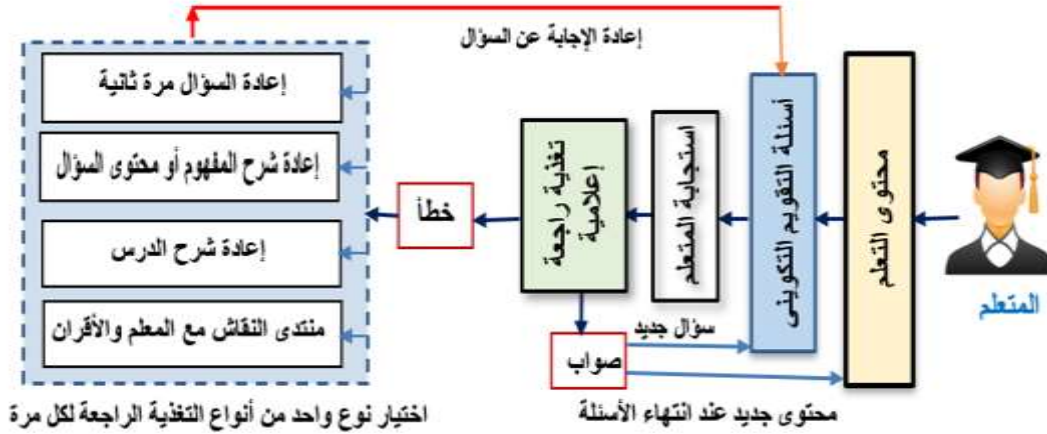 إعادة الإجابة عن السؤال
المتعلم
محتوى التعلم
أسئلة التقويم التكوينى
استجابة المتعلم
تغذية راجعة
إعلامية
خطأ
صواب
سؤال جديد
محتوى جديد عند انتهاء الأسئلة
إعادة السؤال مرة ثانية
إعادة شرح المفهوم أو محتوى السؤال
إعادة شرح الدرس
منتدى النقاش مع المعلم والأقران
اختيار نوع واحد من أنواع التغذية الراجعة لكل مرة